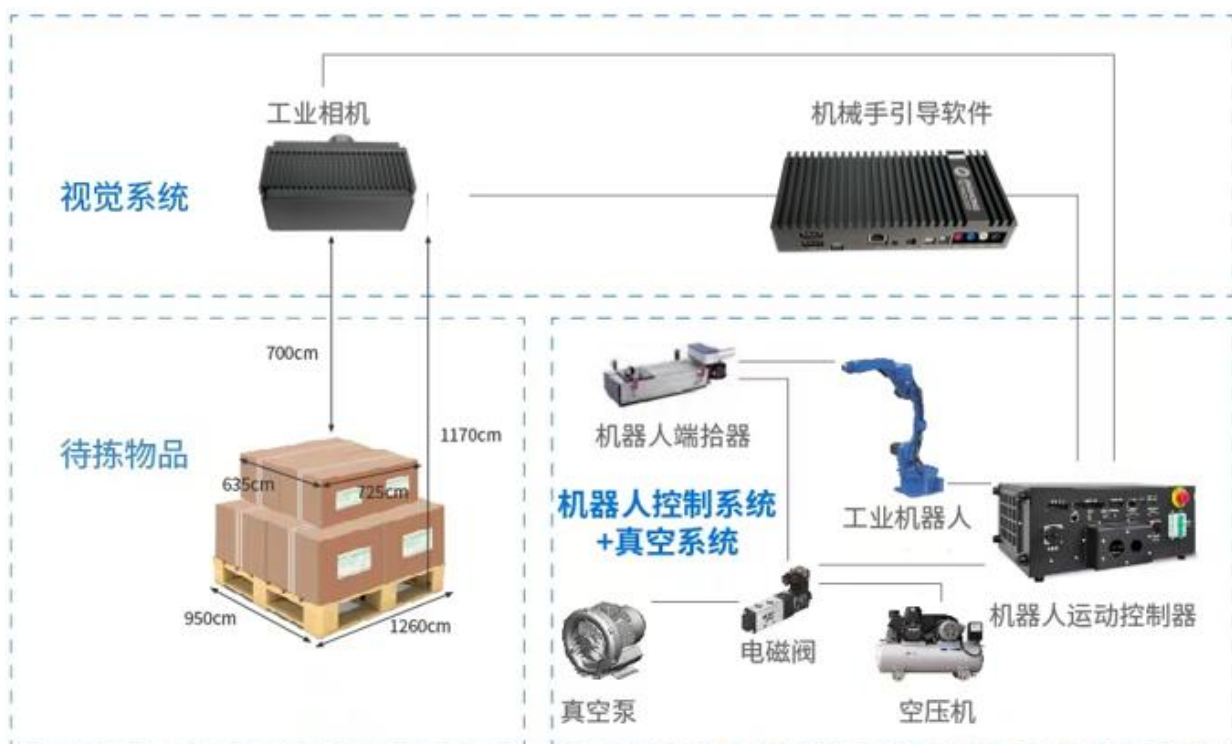 工业相机
机械手引导软件
视觉系统
700cm
1170cm
待拣物品
635cm
725cm
950cm
1260cm
机器人端拾器
机器人控制系统
+真空系统
工业机器人
机器人运动控制器
电磁阀
真空泵
空压机